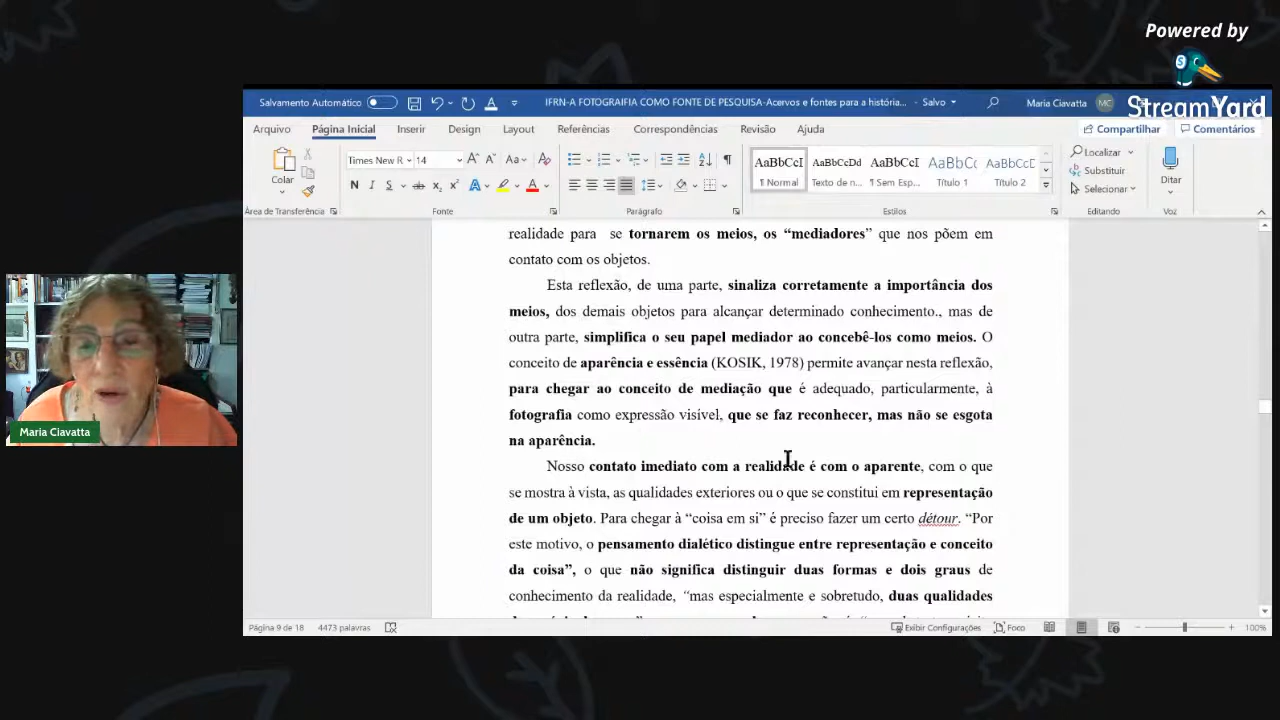 Powered by
StreamYard
Salvamento Automático
IFRN-A FOTOGRAIFIA COMO FONTE DE PESQUISA-Acervos e fontes para a história... - Salvo
Maria Ciavatta MC
Arquivo Página Inicial Inserir Design Layout Referências Correspondências Revisão Ajuda Compartilhar Comentários
Colar
Times New R 14
AaBbCcI AaBbCcDd AaBbCcI AaBbCc AaBbCcD
¶ Normal Texto de n... ¶ Sem Esp... Título 1 Título 2
Localizar
Substituir
Selecionar
Ditar
Área de Transferência Fonte Parágrafo Estilos Editando Voz
realidade para se tornarem os meios, os “mediadores” que nos põem em
contato com os objetos.
Esta reflexão, de uma parte, sinaliza corretamente a importância dos
meios, dos demais objetos para alcançar determinado conhecimento., mas de
outra parte, simplifica o seu papel mediador ao concebê-los como meios. O
conceito de aparência e essência (KOSIK, 1978) permite avançar nesta reflexão,
para chegar ao conceito de mediação que é adequado, particularmente, à
fotografia como expressão visível, que se faz reconhecer, mas não se esgota
na aparência.
Nosso contato imediato com a realidade é com o aparente, com o que
se mostra à vista, as qualidades exteriores ou o que se constitui em representação
de um objeto. Para chegar à “coisa em si” é preciso fazer um certo détour. “Por
este motivo, o pensamento dialético distingue entre representação e conceito
da coisa”, o que não significa distinguir duas formas e dois graus de
conhecimento da realidade, “mas especialmente e sobretudo, duas qualidades
Maria Ciavatta
Página 9 de 18 4473 palavras Exibir Configurações Foco 100%